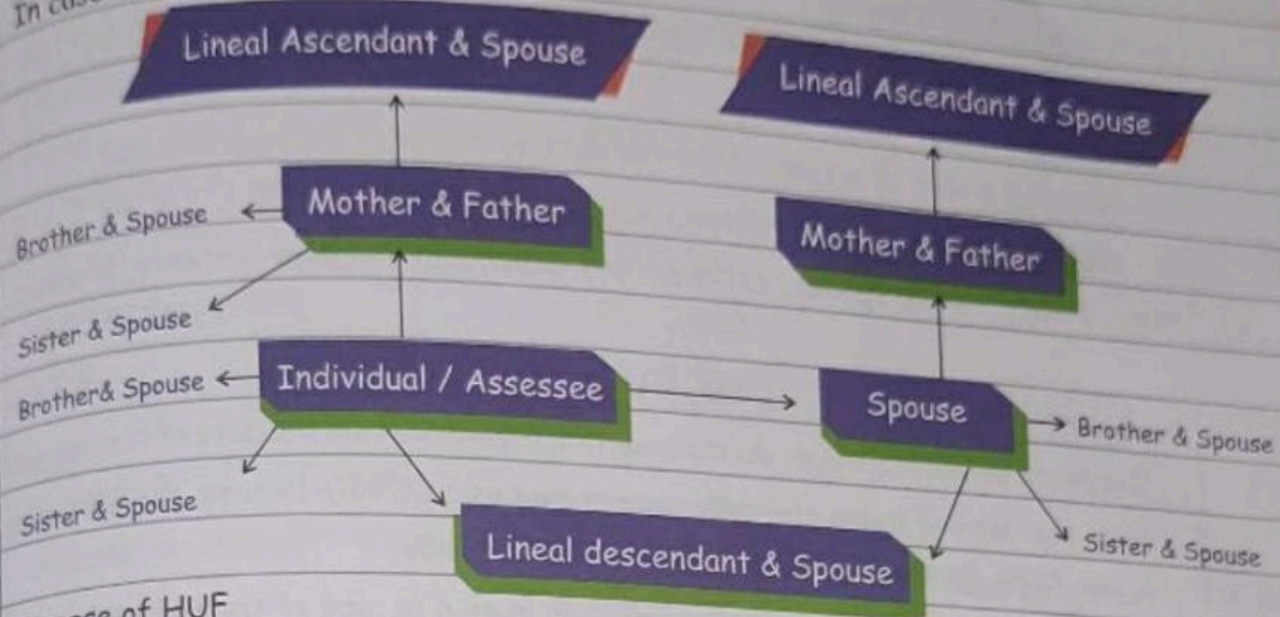 In
Lineal Ascendant & Spouse
Lineal Ascendant & Spouse
Mother & Father
Brother & Spouse
Mother & Father
Sister & Spouse
Individual / Assessee
Brother& Spouse
Spouse
Brother & Spouse
Sister & Spouse
Lineal descendant & Spouse
Sister & Spouse
of HUF